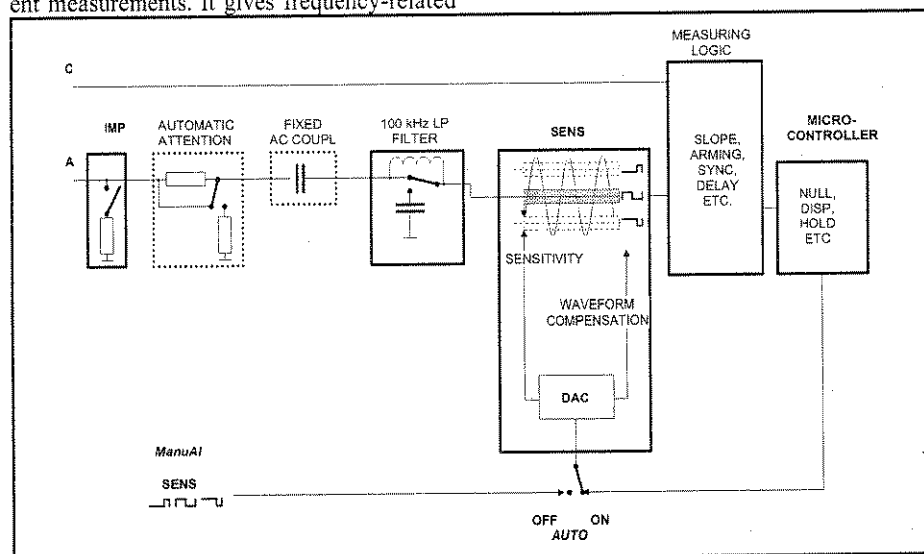 ent measurements. It gives frequency-related
MEASURING
LOGIC
C
IMP
AUTOMATIC
ATTENTION
FIXED
AC COUPL
100 kHz LP
FILTER
SENS
MICRO-
CONTROLLER
A
SLOPE,
ARMING,
SYNC,
DELAY
ETC.
NULL,
DISP,
HOLD
ETC
SENSITIVITY
WAVEFORM
COMPENSATION
DAC
ManuAl
SENS
OFF ON
AUTO